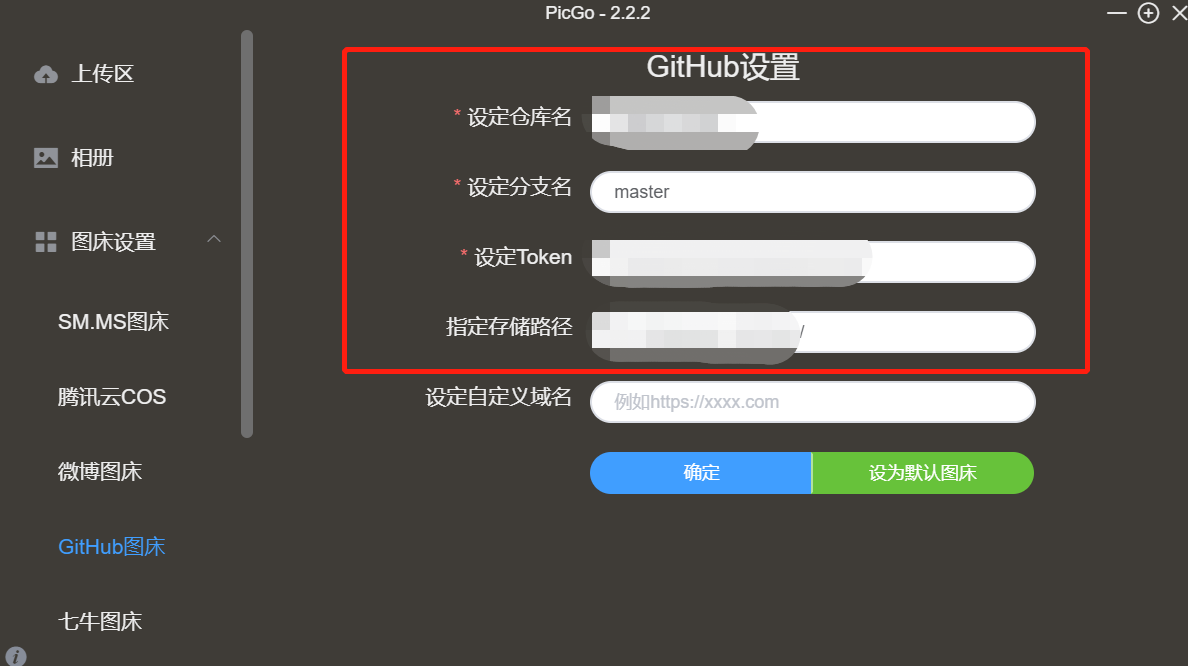 PicGo - 2.2.2
上传区
相册
图床设置
SM.MS图床
腾讯云COS
微博图床
GitHub图床
七牛图床
GitHub设置
* 设定仓库名
* 设定分支名 master
* 设定Token
指定存储路径 /
设定自定义域名 例如https://xxxx.com
确定 设为默认图床